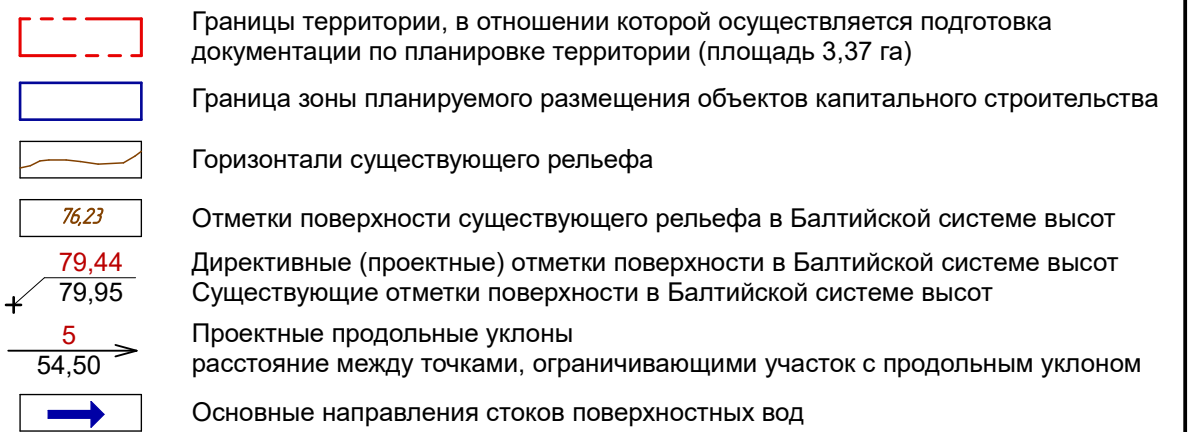 Границы территории, в отношении которой осуществляется подготовка
документации по планировке территории (площадь 3,37 га)
Граница зоны планируемого размещения объектов капитального строительства
Горизонтали существующего рельефа
76,23 Отметки поверхности существующего рельефа в Балтийской системе высот
79,44 Директивные (проектные) отметки поверхности в Балтийской системе высот
79,95 Существующие отметки поверхности в Балтийской системе высот
5 Проектные продольные уклоны
54,50 расстояние между точками, ограничивающими участок с продольным уклоном
Основные направления стоков поверхностных вод